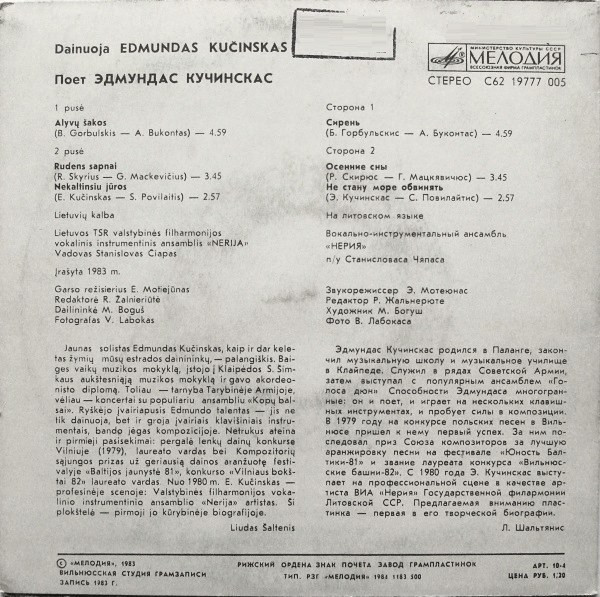 Dainuoja EDMUNDAS KUČINSKAS
Поет ЭДМУНДАС КУЧИНСКАС
МИНИСТЕРСТВО КУЛЬТУРЫ СССР
МЕЛОДИЯ
ВСЕСОЮЗНАЯ ФИРМА ГРАМПЛАСТИНОК
СТЕРЕО С62 19777 005
1 pusė
Alyvų šakos
(B. Gorbulskis — A. Bukontas) — 4.59
2 pusė
Rudens sapnai
(R. Skyrius — G. Mackevičius) — 3.45
Nekaltinsiu jūros
(E. Kučinskas — S. Povilaitis) — 2.57
Lietuvių kalba
Lietuvos TSR valstybinės filharmonijos
vokalinis instrumentinis ansamblis «NERIJA»
Vadovas Stanislovas Čiapas
Įrašyta 1983 m.
Garso režisierius E. Motiejūnas
Redaktorė R. Žalnieriūtė
Dailininkė M. Boguš
Fotografas V. Labokas
Jaunas solistas Edmundas Kučinskas, kaip ir dar kele-
tas žymių mūsų estrados dainininkų, — palangiškis. Bai-
gęs vaikų muzikos mokyklą, įstojo į Klaipėdos S. Šim-
kaus aukštesniąją muzikos mokyklą ir gavo akordeo-
nisto diplomą. Toliau — tarnyba Tarybinėje Armijoje,
vėliau — koncertai su populiariu ansambliu «Kopų bal-
sai». Ryškėjo įvairiapusis Edmundo talentas — jis ne
tik dainuoja, bet ir groja įvairiais klavišiniais instru-
mentais, bando jėgas kompozicijoje. Netrukus ateina
ir pirmieji pasisekimai: pergalė lenkų dainų konkurse
Vilniuje (1979), laureato vardas bei Kompozitorių
sąjungos prizas už geriausią dainos aranžuotę festi-
valyje «Baltijos jaunystė 81», konkurso «Vilniaus bokš-
tai 82» laureato vardas. Nuo 1980 m. E. Kučinskas —
profesinėje scenoje: Valstybinės filharmonijos voka-
linio instrumentinio ansamblio «Nerija» artistas. Ši
plokštelė — pirmoji jo kūrybinėje biografijoje.
Liudas Šaltenis
Сторона 1
Сирень
(Б. Горбульскис — А. Буконтас) — 4.59
Сторона 2
Осенние сны
(Р. Скирюс — Г. Мацкявичюс) — 3.45
Не стану море обвинять
(Э. Кучинскас — С. Повилайтис) — 2.57
На литовском языке
Вокально-инструментальный ансамбль
«НЕРИЯ»
п/у Станисловаса Чяпаса
Звукорежиссер Э. Мотеюнас
Редактор Р. Жальнерюте
Художник М. Богуш
Фото В. Лабокаса
Эдмундас Кучинскас родился в Паланге, закон-
чил музыкальную школу и музыкальное училище
в Клайпеде. Служил в рядах Советской Армии,
затем выступал с популярным ансамблем «Го-
лоса дюн» Способности Эдмундаса многогран-
ные: он и поет, и играет на нескольких клавиш-
ных инструментах, и пробует силы в композиции.
В 1979 году на конкурсе польских песен в Вильню-
се пришел к нему первый успех. За ним по-
следовал приз Союза композиторов за лучшую
аранжировку песни на фестивале «Юность Бал-
тики-81» и звание лауреата конкурса «Вильнюс-
ские башни-82». С 1980 года Э. Кучинскас высту-
пает на профессиональной сцене в качестве арти-
ста ВИА «Нерия» Государственной филармонии
Литовской ССР. Предлагаемая вниманию плас-
тинка — первая в его творческой биографии.
Л. Шальтянис
© «МЕЛОДИЯ», 1983
ВИЛЬНЮССКАЯ СТУДИЯ ГРАМЗАПИСИ
ЗАПИСЬ 1983 Г.
РИЖСКИЙ ОРДЕНА ЗНАК ПОЧЕТА ЗАВОД ГРАМПЛАСТИНОК
ТИП. РЗГ «МЕЛОДИЯ» 1984 1183 500
АРТ. 10-4
ЦЕНА РУБ. 1,20